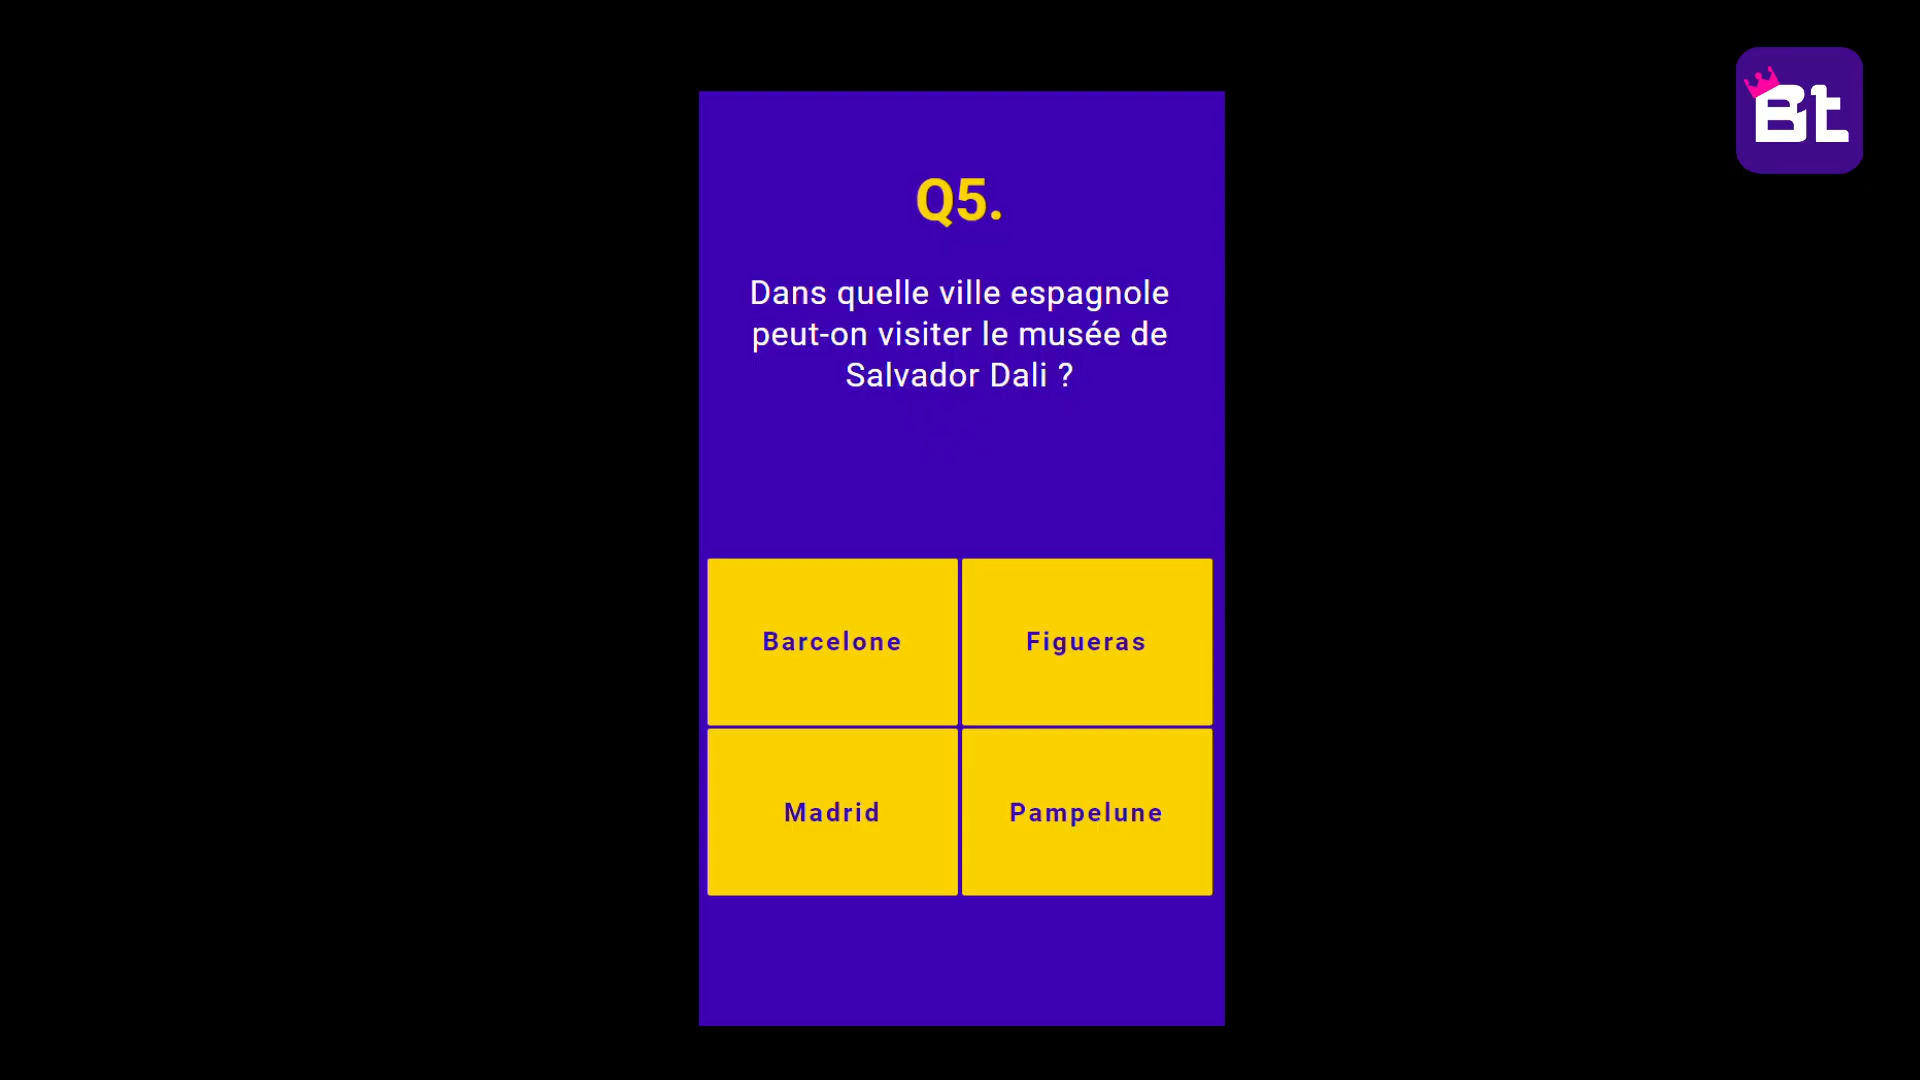 Bt
Q5.
Dans quelle ville espagnole
peut-on visiter le musée de
Salvador Dali ?
Barcelone
Figueras
Madrid
Pampelune